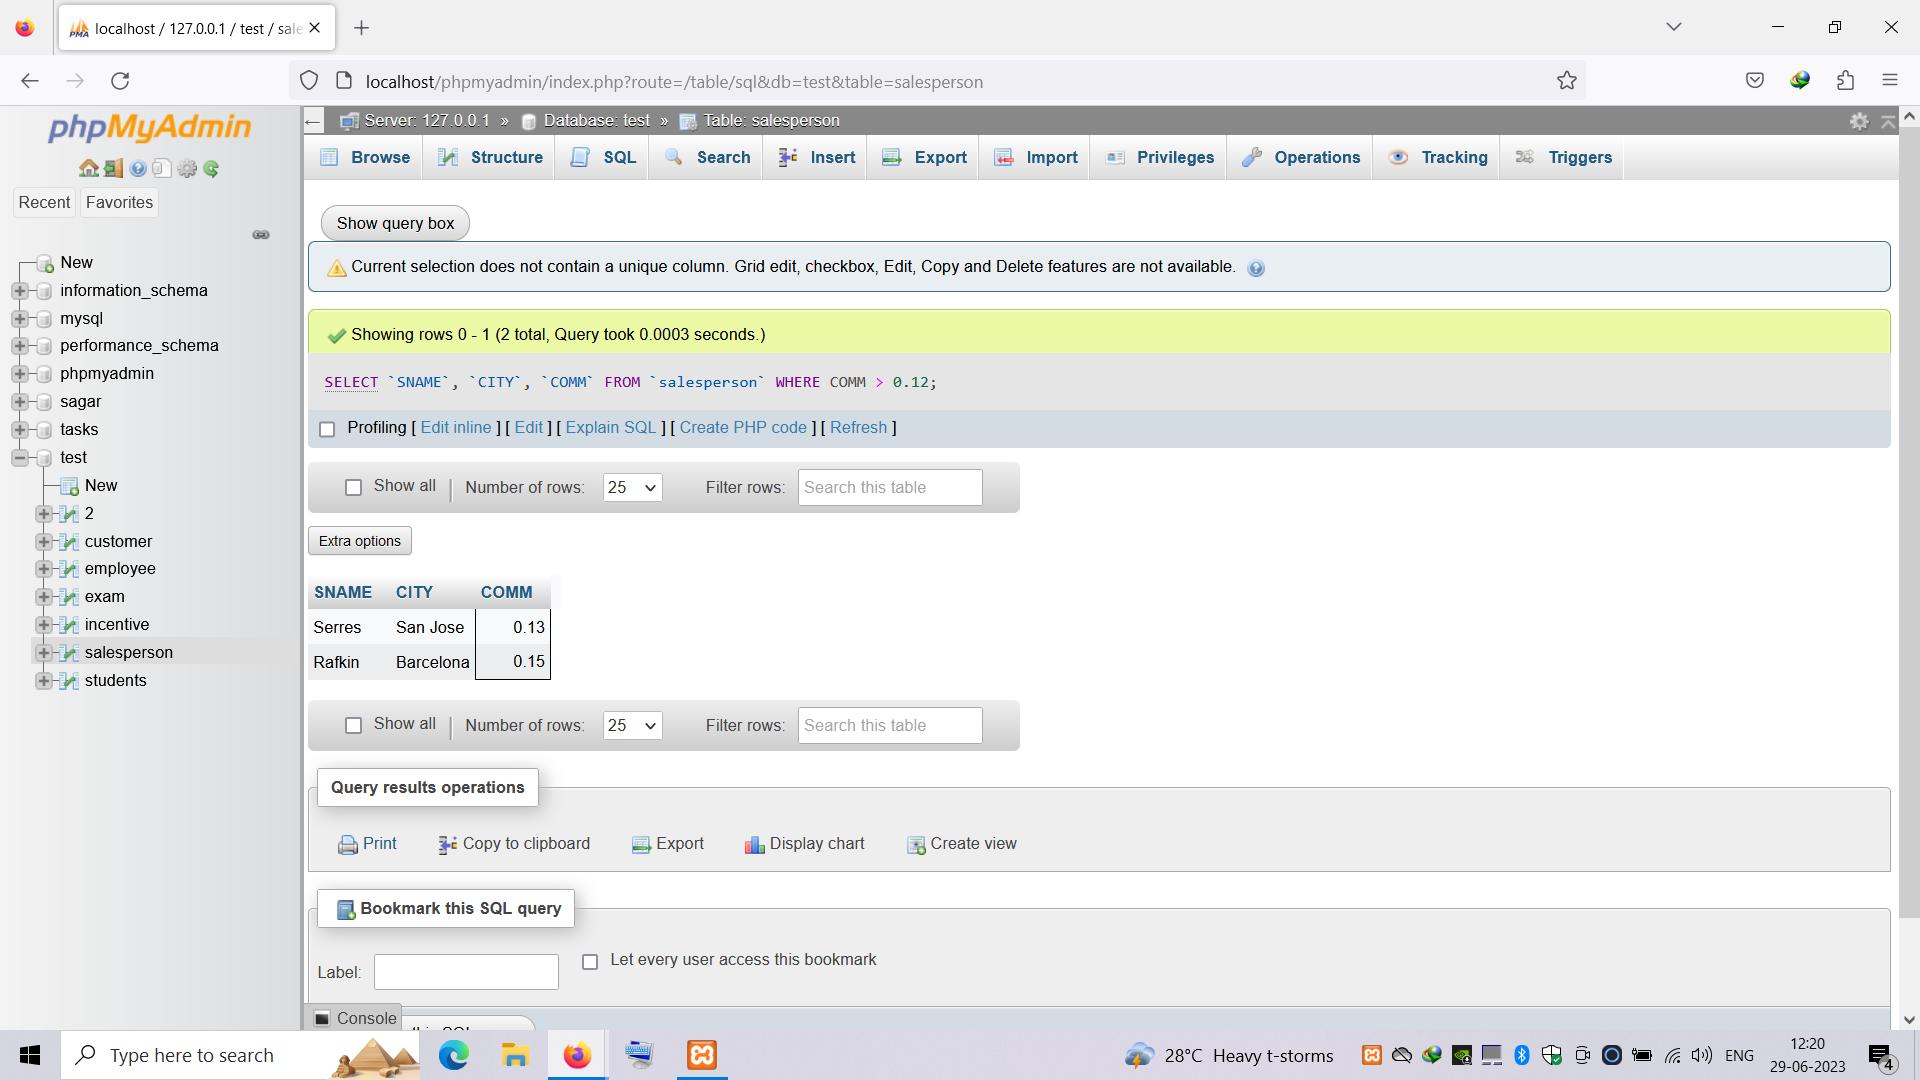 localhost / 127.0.0.1 / test / sale
localhost/phpmyadmin/index.php?route=/table/sql&db=test&table=salesperson
phpMyAdmin
Recent Favorites
New
information_schema
mysql
performance_schema
phpmyadmin
sagar
tasks
test
New
2
customer
employee
exam
incentive
salesperson
students
Server: 127.0.0.1 » Database: test » Table: salesperson
Browse Structure SQL Search Insert Export Import Privileges Operations Tracking Triggers
Show query box
Current selection does not contain a unique column. Grid edit, checkbox, Edit, Copy and Delete features are not available.
Showing rows 0 - 1 (2 total, Query took 0.0003 seconds.)
SELECT `SNAME`, `CITY`, `COMM` FROM `salesperson` WHERE COMM > 0.12;
Profiling [ Edit inline ] [ Edit ] [ Explain SQL ] [ Create PHP code ] [ Refresh ]
Show all | Number of rows: 25 Filter rows: Search this table
Extra options
SNAME CITY COMM
Serres San Jose 0.13
Rafkin Barcelona 0.15
Show all | Number of rows: 25 Filter rows: Search this table
Query results operations
Print Copy to clipboard Export Display chart Create view
Bookmark this SQL query
Label: Let every user access this bookmark
Console
Type here to search
28°C Heavy t-storms
ENG
12:20
29-06-2023
4